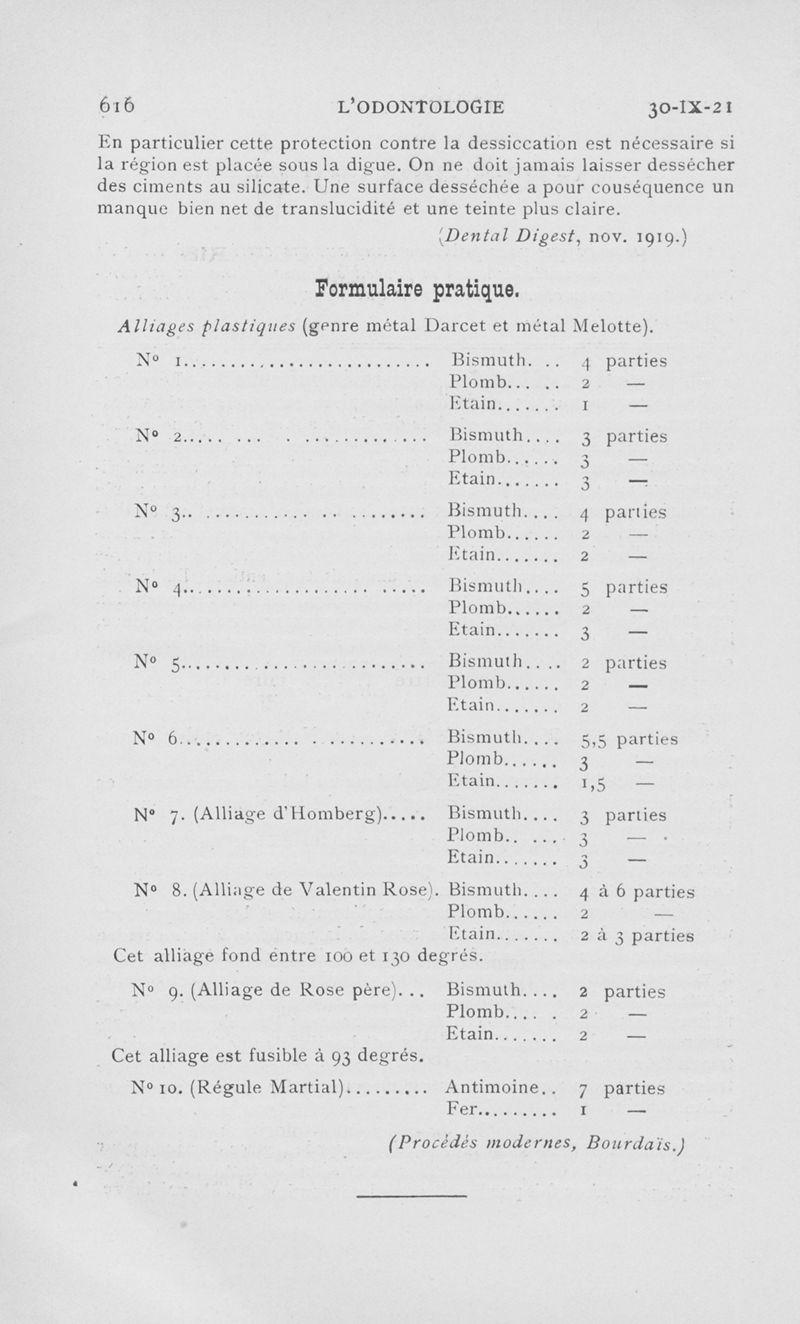 616 L'ODONTOLOGIE 30-IX-21
En particulier cette protection contre la dessiccation est nécessaire si
la région est placée sous la digue. On ne doit jamais laisser dessécher
des ciments au silicate. Une surface desséchée a pour couséquence un
manque bien net de translucidité et une teinte plus claire.
(Dental Digest, nov. 1919.)
Formulaire pratique.
Alliages plastiques (genre métal Darcet et métal Melotte).
N° 1.......................... Bismuth. .. 4 parties
Plomb... .. 2 —
Etain....... 1 —
N° 2..... ... . ............. Bismuth.... 3 parties
Plomb...... 3 —
Etain....... 3 —
N° 3.. ............ .. ........ Bismuth.... 4 parties
Plomb...... 2 —
Etain....... 2 —
N° 4.................... ..... Bismuth.... 5 parties
Plomb...... 2 —
Etain....... 3 —
N° 5.......................... Bismuth.... 2 parties
Plomb...... 2 —
Etain....... 2 —
N° 6.............. . .......... Bismuth.... 5,5 parties
Plomb...... 3 —
Etain....... 1,5 —
N° 7. (Alliage d'Homberg)..... Bismuth.... 3 parties
Plomb.. .... 3 —
Etain....... 3 —
N° 8. (Alliage de Valentin Rose). Bismuth.... 4 à 6 parties
Plomb...... 2 —
Etain....... 2 à 3 parties
Cet alliage fond entre 100 et 130 degrés.
N° 9. (Alliage de Rose père)... Bismuth.... 2 parties
Plomb.... . 2 —
Etain....... 2 —
Cet alliage est fusible à 93 degrés.
N° 10. (Régule Martial)......... Antimoine.. 7 parties
Fer......... 1 —
(Procédés modernes, Bourdaïs.)